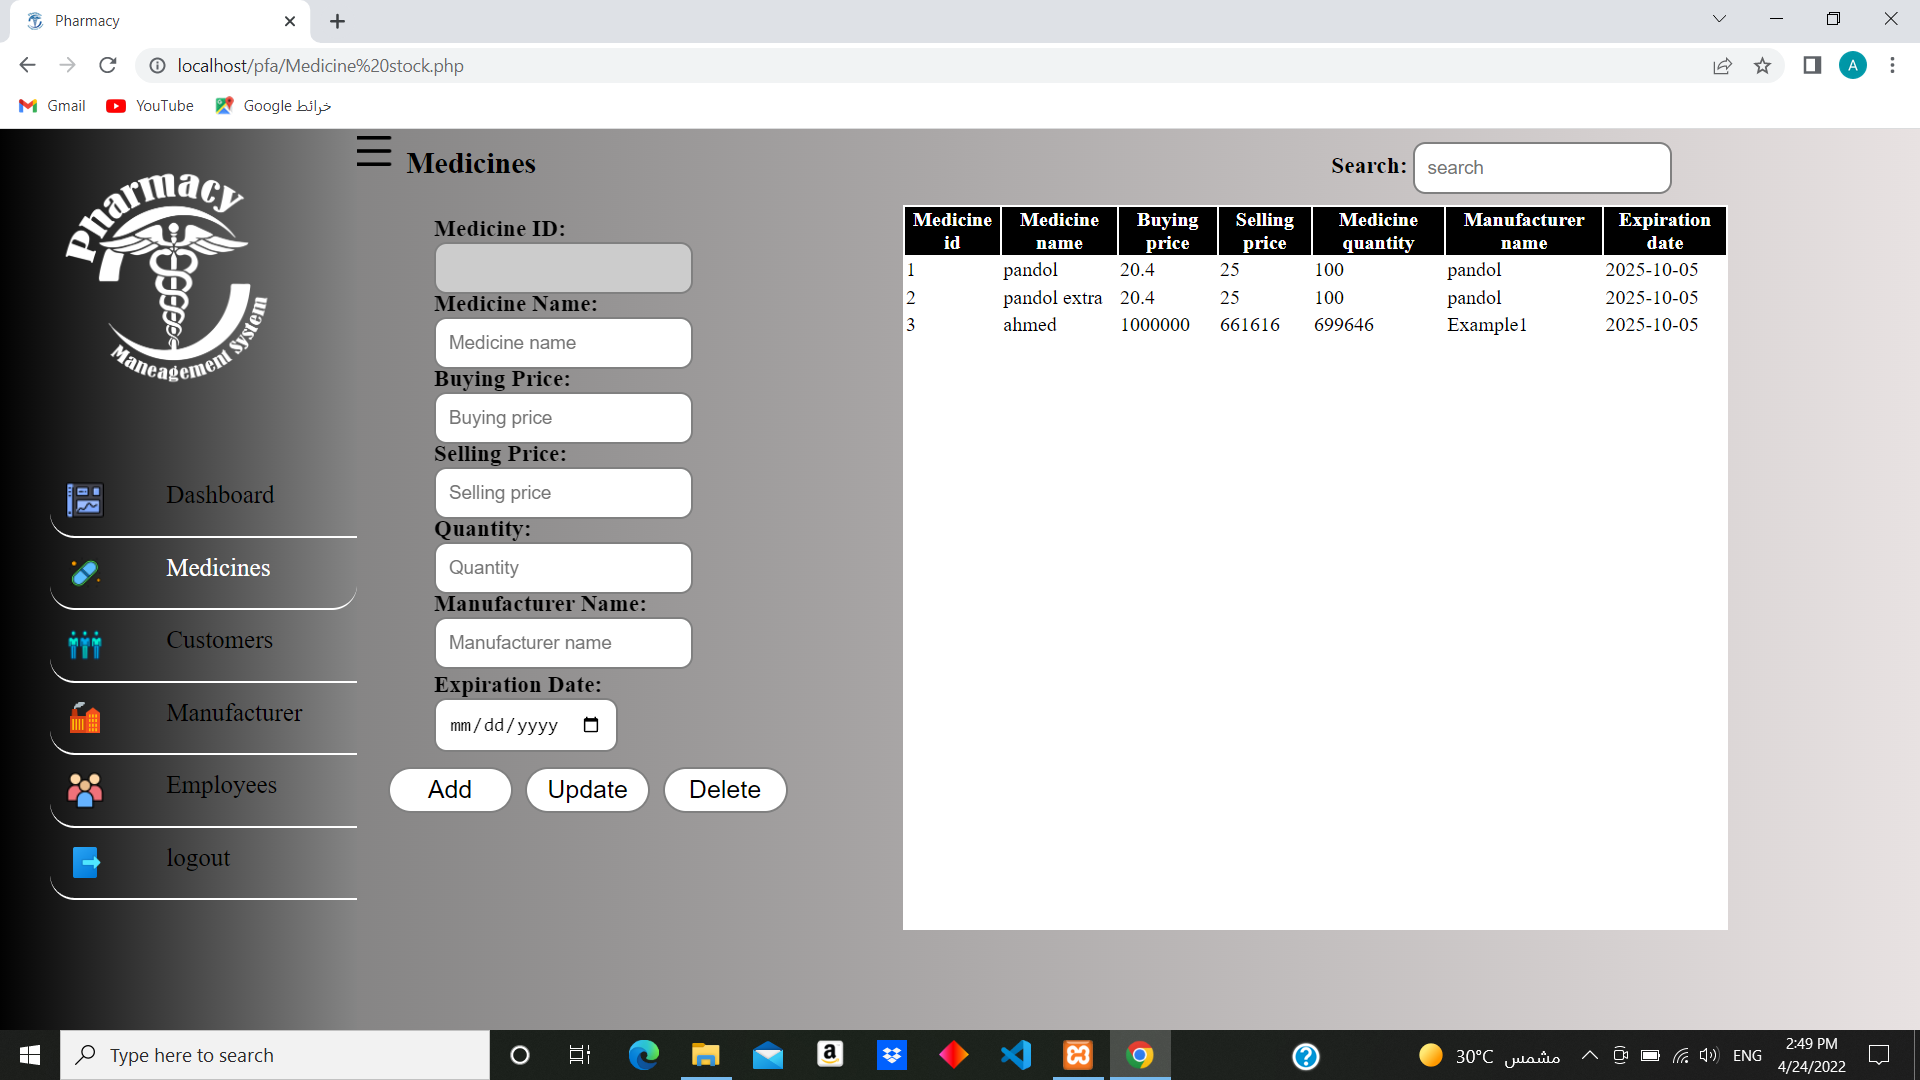 Pharmacy
localhost/pfa/Medicine%20stock.php
A
Gmail
YouTube
Google خرائط
Pharmacy
Maneagement System
Dashboard
Medicines
Customers
Manufacturer
Employees
logout
Medicines
Search: search
Medicine ID:
Medicine Name:
Medicine name
Buying Price:
Buying price
Selling Price:
Selling price
Quantity:
Quantity
Manufacturer Name:
Manufacturer name
Expiration Date:
mm/dd/yyyy
Add Update Delete
Medicine id Medicine name Buying price Selling price Medicine quantity Manufacturer name Expiration date
1 pandol 20.4 25 100 pandol 2025-10-05
2 pandol extra 20.4 25 100 pandol 2025-10-05
3 ahmed 1000000 661616 699646 Example1 2025-10-05
Type here to search
30°C مشمس
ENG
2:49 PM
4/24/2022